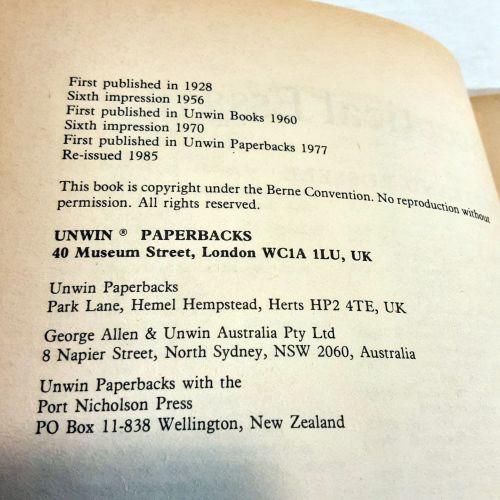 First published in 1928
Sixth impression 1956
First published in Unwin Books 1960
Sixth impression 1970
First published in Unwin Paperbacks 1977
Re-issued 1985
This book is copyright under the Berne Convention. No reproduction without
permission. All rights reserved.
UNWIN ® PAPERBACKS
40 Museum Street, London WC1A 1LU, UK
Unwin Paperbacks
Park Lane, Hemel Hempstead, Herts HP2 4TE, UK
George Allen & Unwin Australia Pty Ltd
8 Napier Street, North Sydney, NSW 2060, Australia
Unwin Paperbacks with the
Port Nicholson Press
PO Box 11-838 Wellington, New Zealand